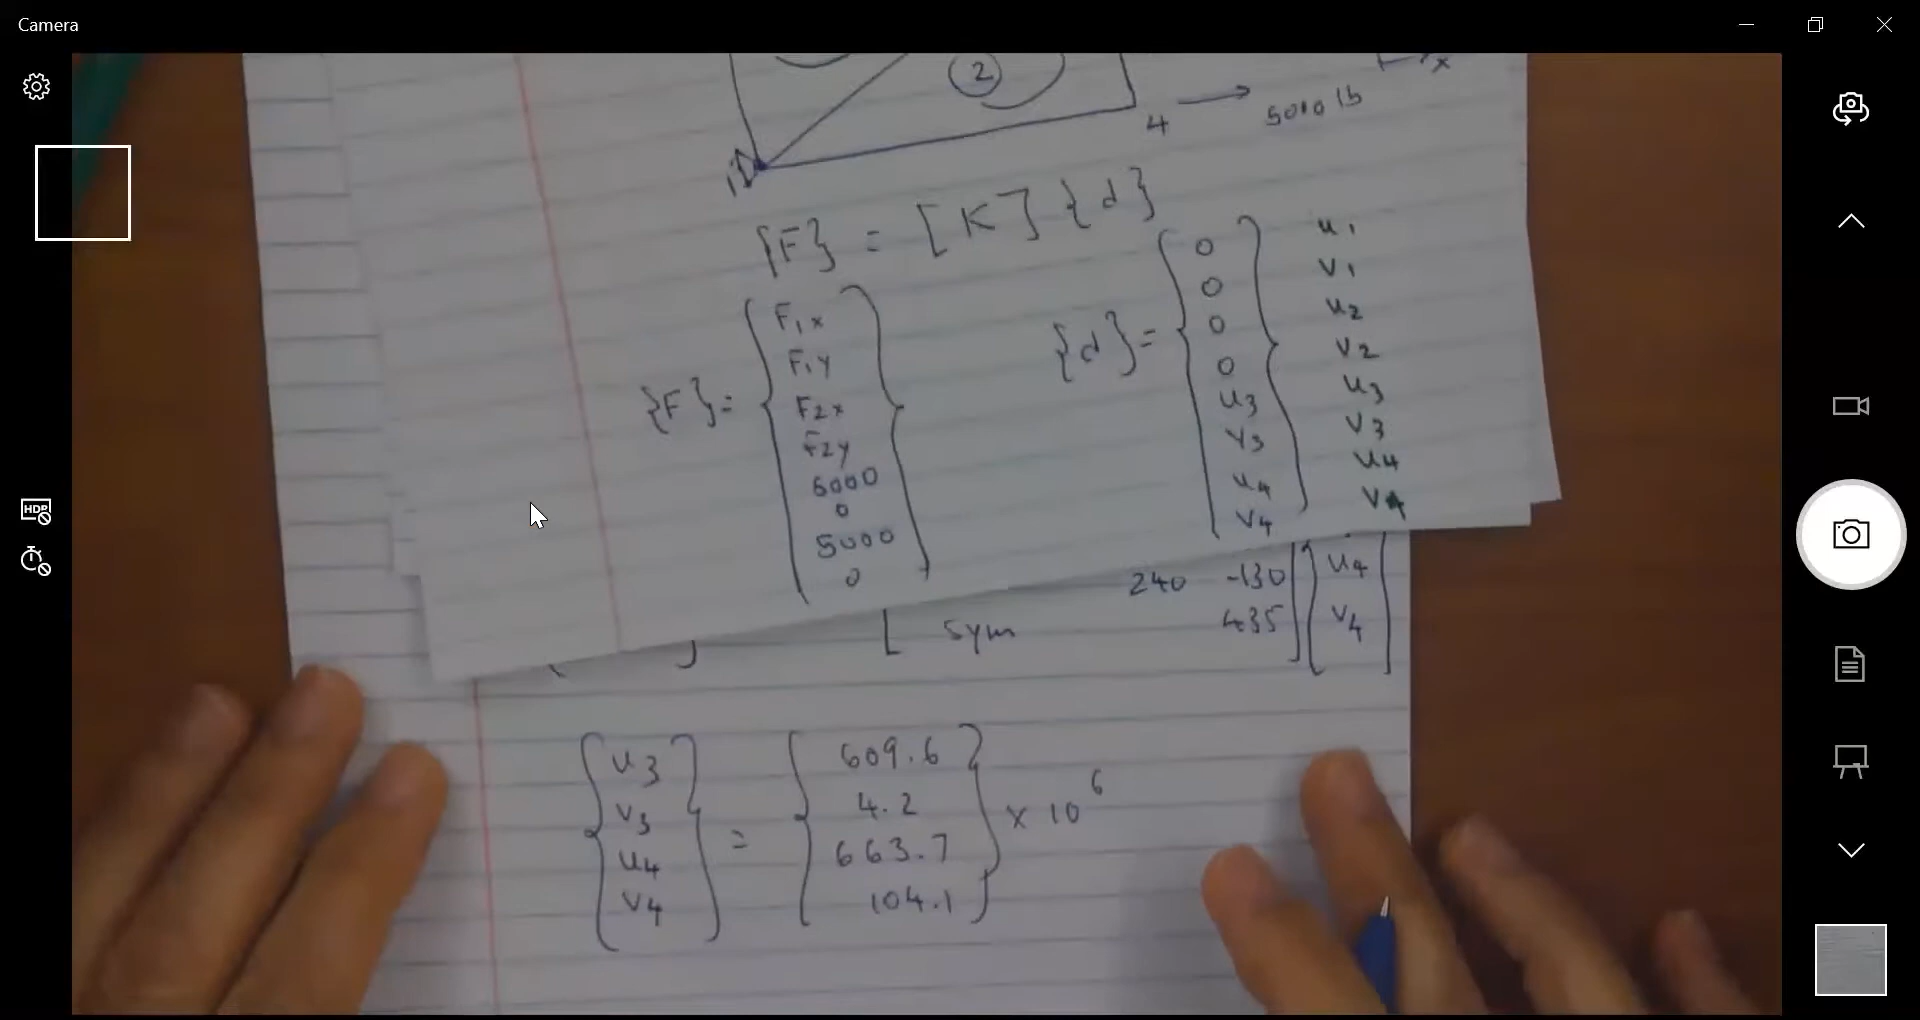 Camera
2
x
4 → 5000 lb
1
{F} = [K] {d}
{F} = { F1x
F1y
F2x
F2y
5000
0
5000
0 }
{d} = { 0
0
0
0
u3
v3
u4
v4 }
u1
v1
u2
v2
u3
v3
u4
v4
240 -130 u4
sym 435 v4
{ u3
v3
u4
v4 } = { 609.6
4.2
663.7
104.1 } x 10^6
HDR